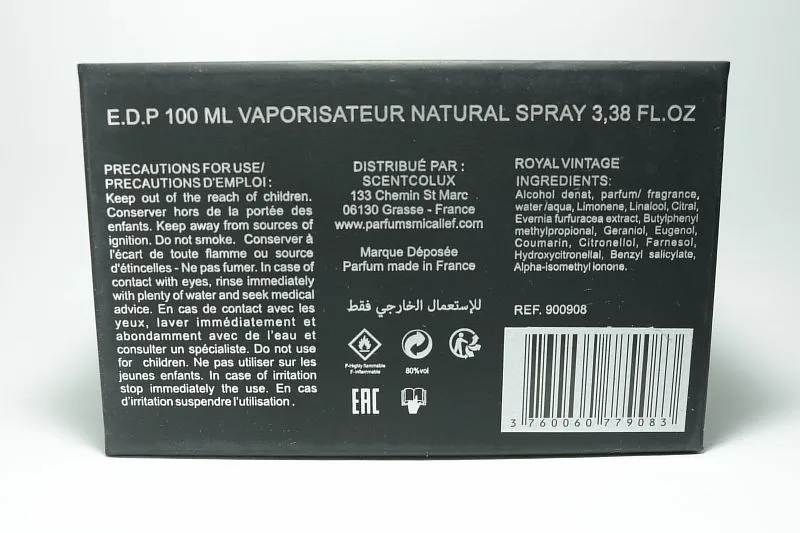 E.D.P 100 ML VAPORISATEUR NATURAL SPRAY 3,38 FL.OZ
PRECAUTIONS FOR USE/
PRÉCAUTIONS D'EMPLOI :
Keep out of the reach of children.
Conserver hors de la portée des
enfants. Keep away from sources of
ignition. Do not smoke. Conserver à
l'écart de toute flamme ou source
d'étincelles - Ne pas fumer. In case of
contact with eyes, rinse immediately
with plenty of water and seek medical
advice. En cas de contact avec les
yeux, laver immédiatement et
abondamment avec de l'eau et
consulter un spécialiste. Do not use
for children. Ne pas utiliser sur les
jeunes enfants. In case of irritation
stop immediately the use. En cas
d'irritation suspendre l'utilisation .
DISTRIBUÉ PAR :
SCENTCOLUX
133 Chemin St Marc
06130 Grasse - France
www.parfumsmicallef.com
Marque Déposée
Parfum made in France
للإستعمال الخارجي فقط
F-Highly flammable
F-Inflammable
80%vol
EAC
ROYAL VINTAGE
INGREDIENTS:
Alcohol denat, parfum/ fragrance,
water /aqua, Limonene, Linalool, Citral,
Evernia furfuracea extract, Butylphenyl
methylpropional, Geraniol, Eugenol,
Coumarin, Citronellol, Farnesol,
Hydroxycitronellal, Benzyl salicylate,
Alpha-isomethyl ionone.
REF. 900908
3 760060 779083